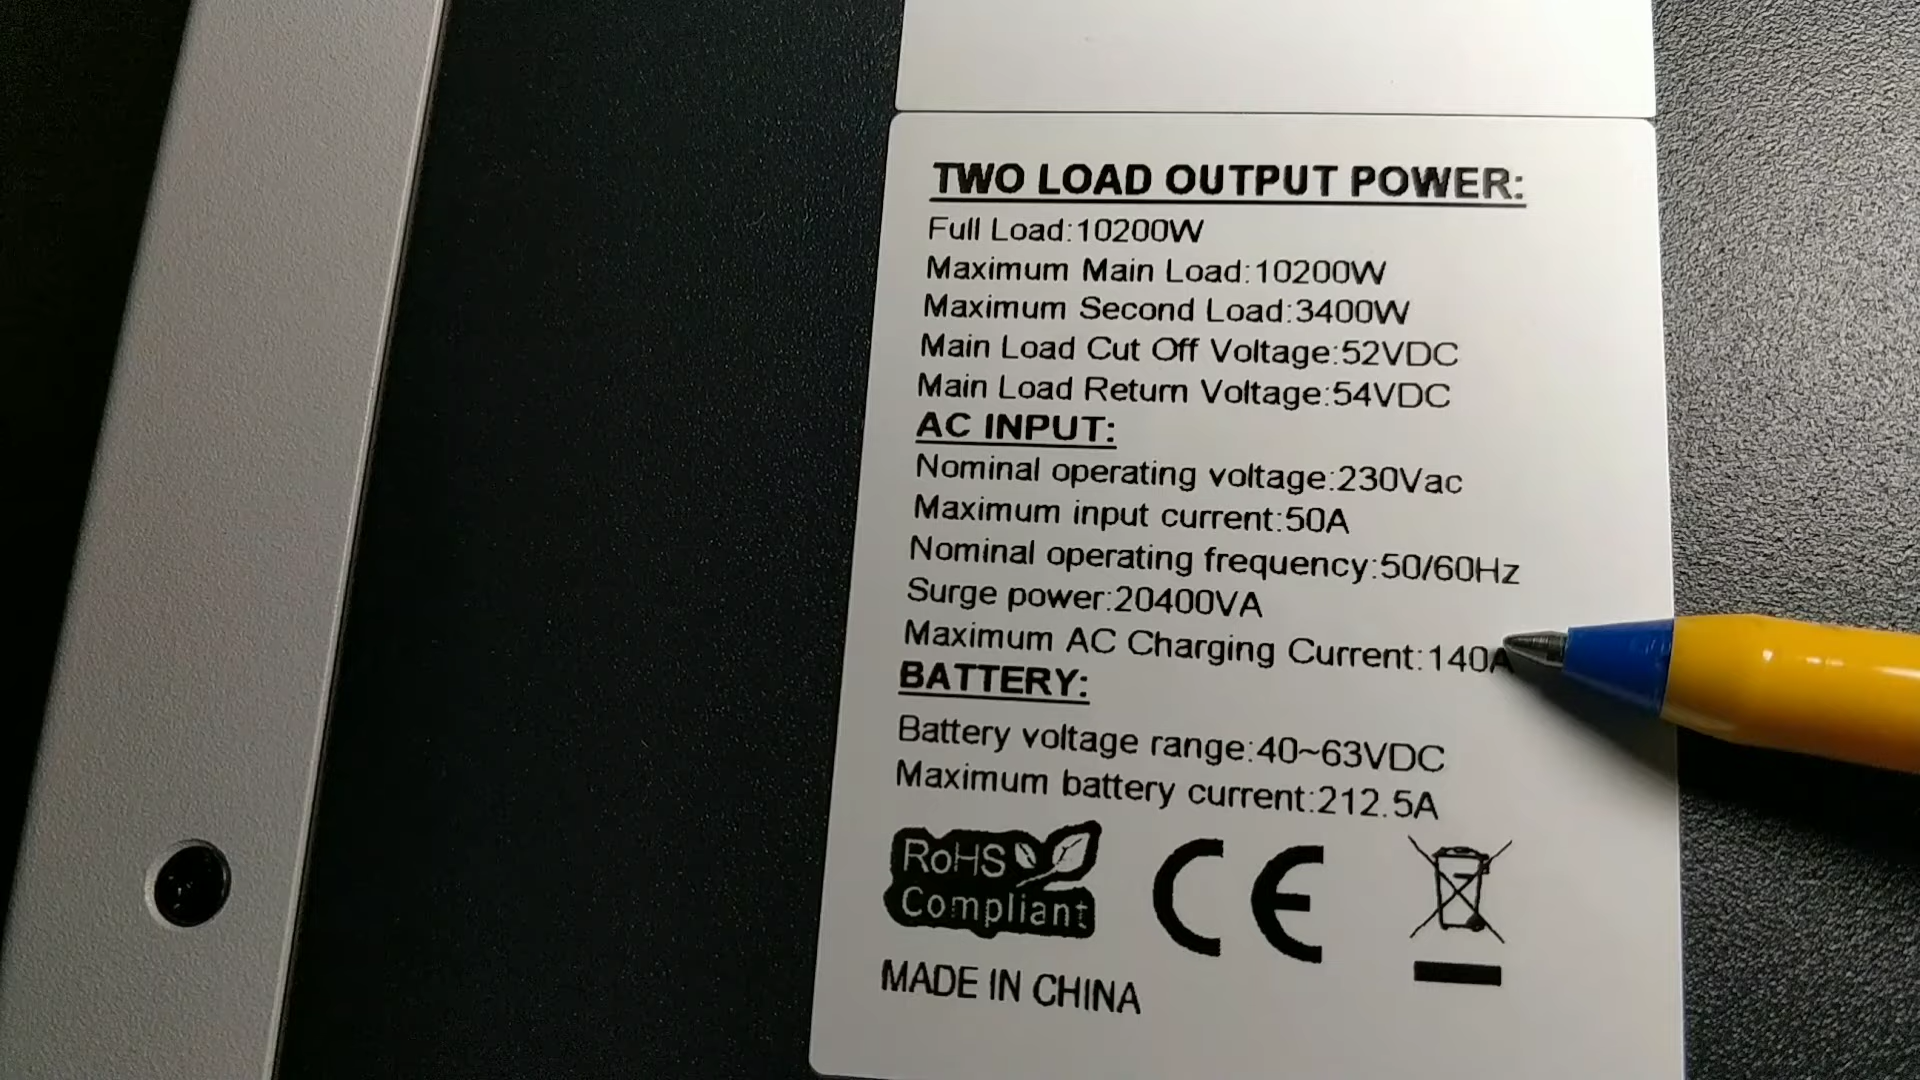 TWO LOAD OUTPUT POWER:
Full Load:10200W
Maximum Main Load:10200W
Maximum Second Load:3400W
Main Load Cut Off Voltage:52VDC
Main Load Return Voltage:54VDC
AC INPUT:
Nominal operating voltage:230Vac
Maximum input current:50A
Nominal operating frequency:50/60Hz
Surge power:20400VA
Maximum AC Charging Current:140A
BATTERY:
Battery voltage range:40~63VDC
Maximum battery current:212.5A
RoHS
Compliant
CE
MADE IN CHINA